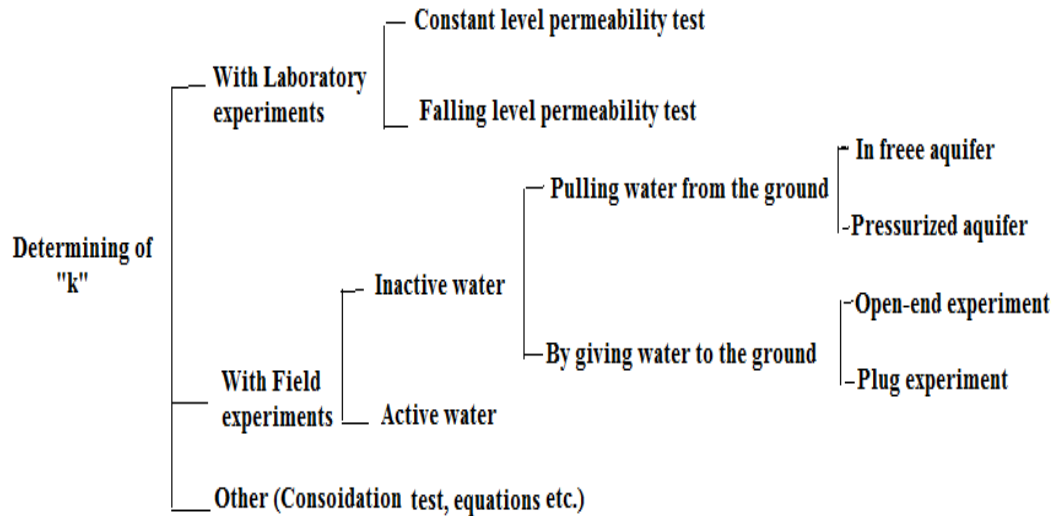 Constant level permeability test
With Laboratory
experiments
Falling level permeability test
In freee aquifer
Pulling water from the ground
Pressurized aquifer
Determining of
"k"
Inactive water
Open-end experiment
By giving water to the ground
With Field
experiments
Plug experiment
Active water
Other (Consoidation test, equations etc.)